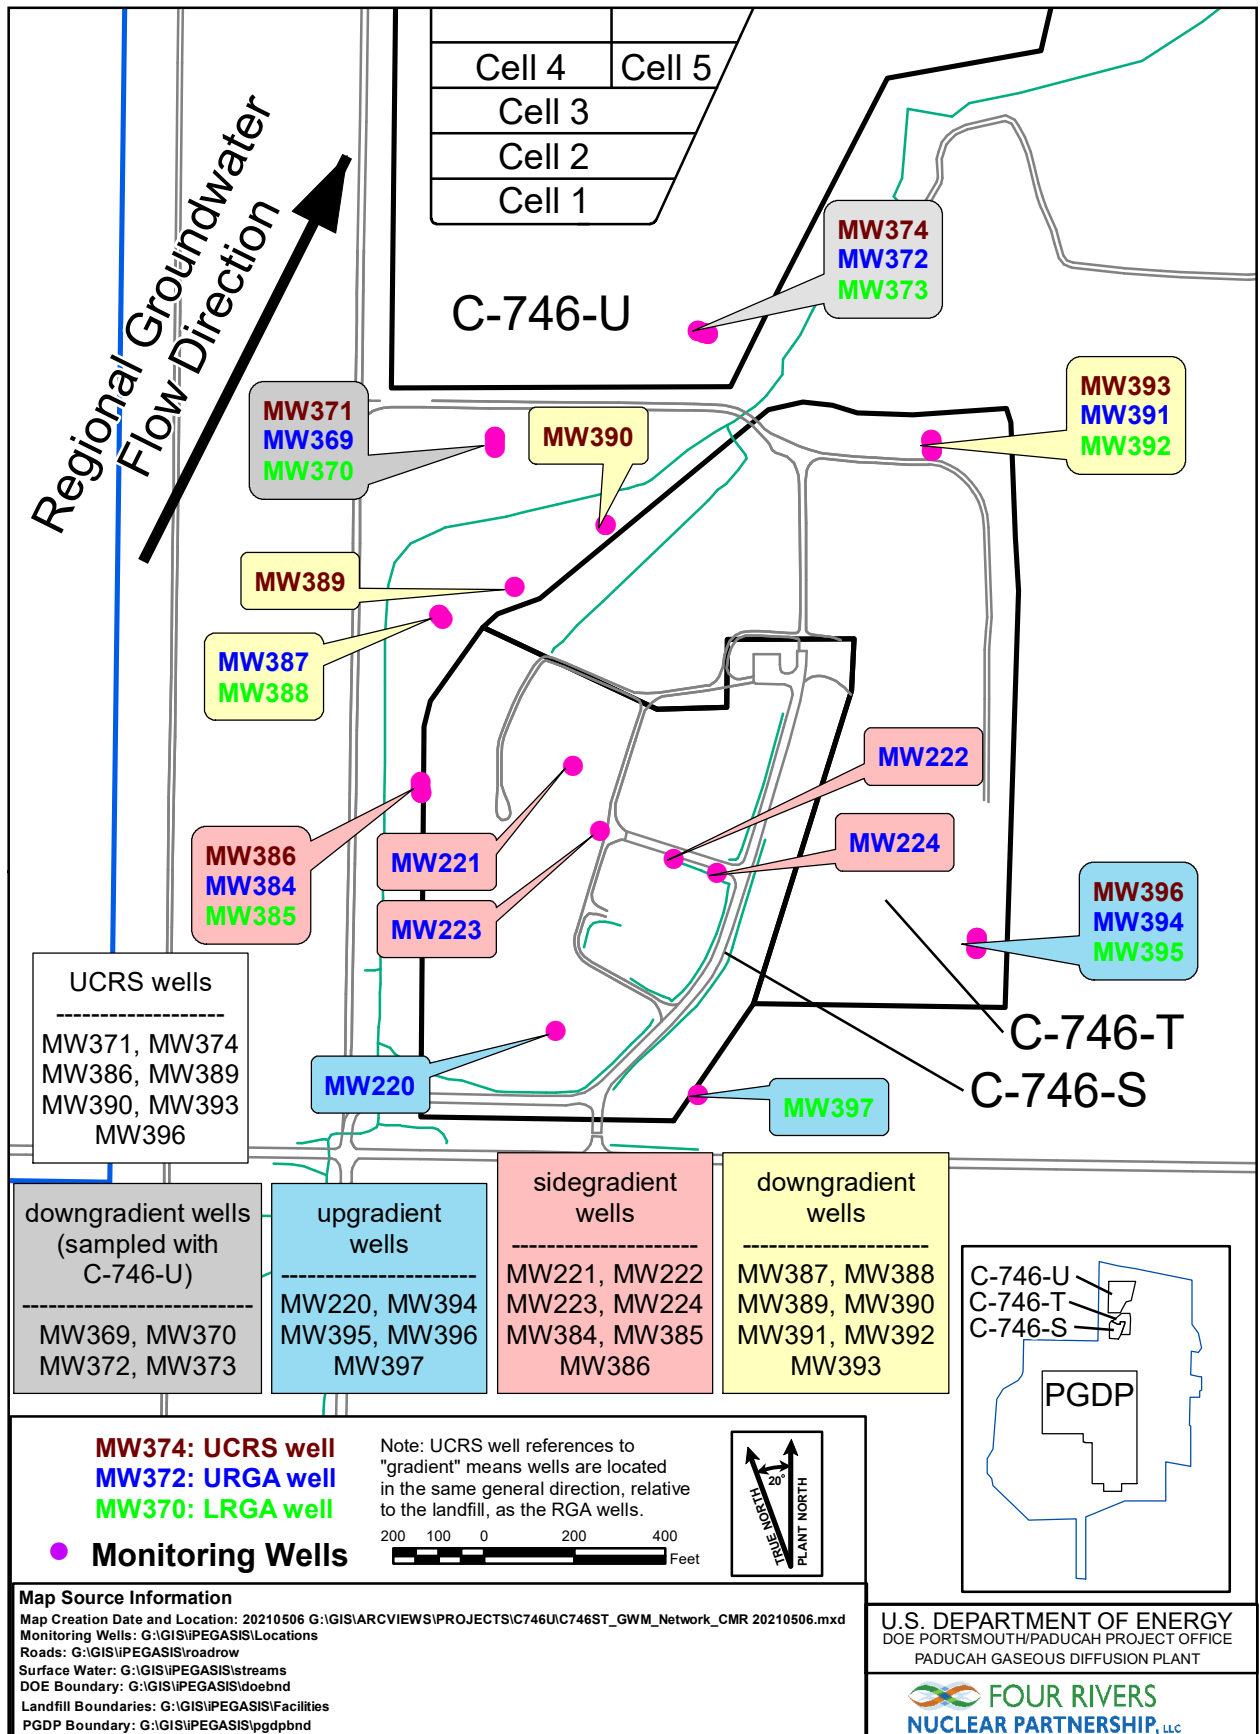 Cell 4
Cell 5
Cell 3
Cell 2
Cell 1
Regional Groundwater
Flow Direction
C-746-U
MW374
MW372
MW373
MW371
MW369
MW370
MW390
MW393
MW391
MW392
MW389
MW387
MW388
MW222
MW224
MW386
MW384
MW385
MW221
MW223
MW396
MW394
MW395
MW220
MW397
C-746-T
C-746-S
UCRS wells
--------------------
MW371, MW374
MW386, MW389
MW390, MW393
MW396
downgradient wells
(sampled with
C-746-U)
---------------------------
MW369, MW370
MW372, MW373
upgradient
wells
-----------------------
MW220, MW394
MW395, MW396
MW397
sidegradient
wells
----------------------
MW221, MW222
MW223, MW224
MW384, MW385
MW386
downgradient
wells
----------------------
MW387, MW388
MW389, MW390
MW391, MW392
MW393
C-746-U
C-746-T
C-746-S
PGDP
MW374: UCRS well
MW372: URGA well
MW370: LRGA well
Monitoring Wells
Note: UCRS well references to
"gradient" means wells are located
in the same general direction, relative
to the landfill, as the RGA wells.
200 100 0 200 400
Feet
20°
TRUE NORTH
PLANT NORTH
Map Source Information
Map Creation Date and Location: 20210506 G:\GIS\ARCVIEWS\PROJECTS\C746U\C746ST_GWM_Network_CMR 20210506.mxd
Monitoring Wells: G:\GIS\iPEGASIS\Locations
Roads: G:\GIS\iPEGASIS\roadrow
Surface Water: G:\GIS\iPEGASIS\streams
DOE Boundary: G:\GIS\iPEGASIS\doebnd
Landfill Boundaries: G:\GIS\iPEGASIS\Facilities
PGDP Boundary: G:\GIS\iPEGASIS\pgdpbnd
U.S. DEPARTMENT OF ENERGY
DOE PORTSMOUTH/PADUCAH PROJECT OFFICE
PADUCAH GASEOUS DIFFUSION PLANT
FOUR RIVERS
NUCLEAR PARTNERSHIP, LLC